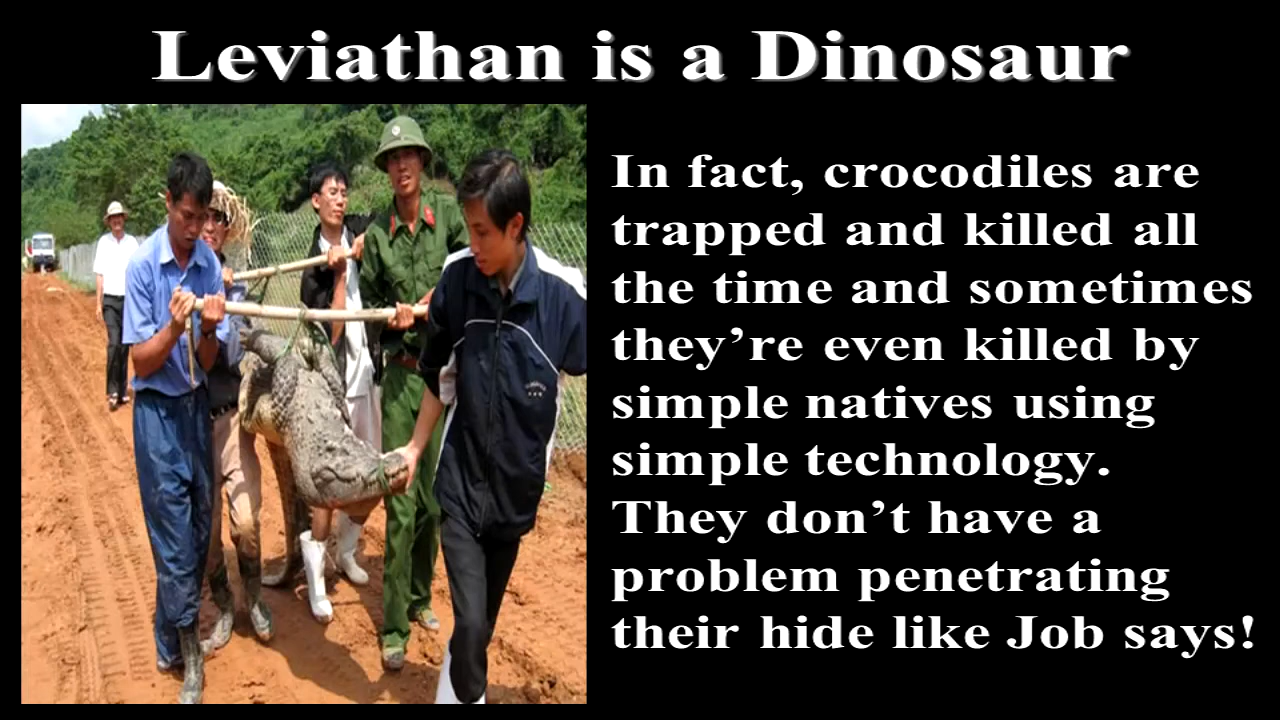 Leviathan is a Dinosaur
In fact, crocodiles are
trapped and killed all
the time and sometimes
they’re even killed by
simple natives using
simple technology.
They don’t have a
problem penetrating
their hide like Job says!